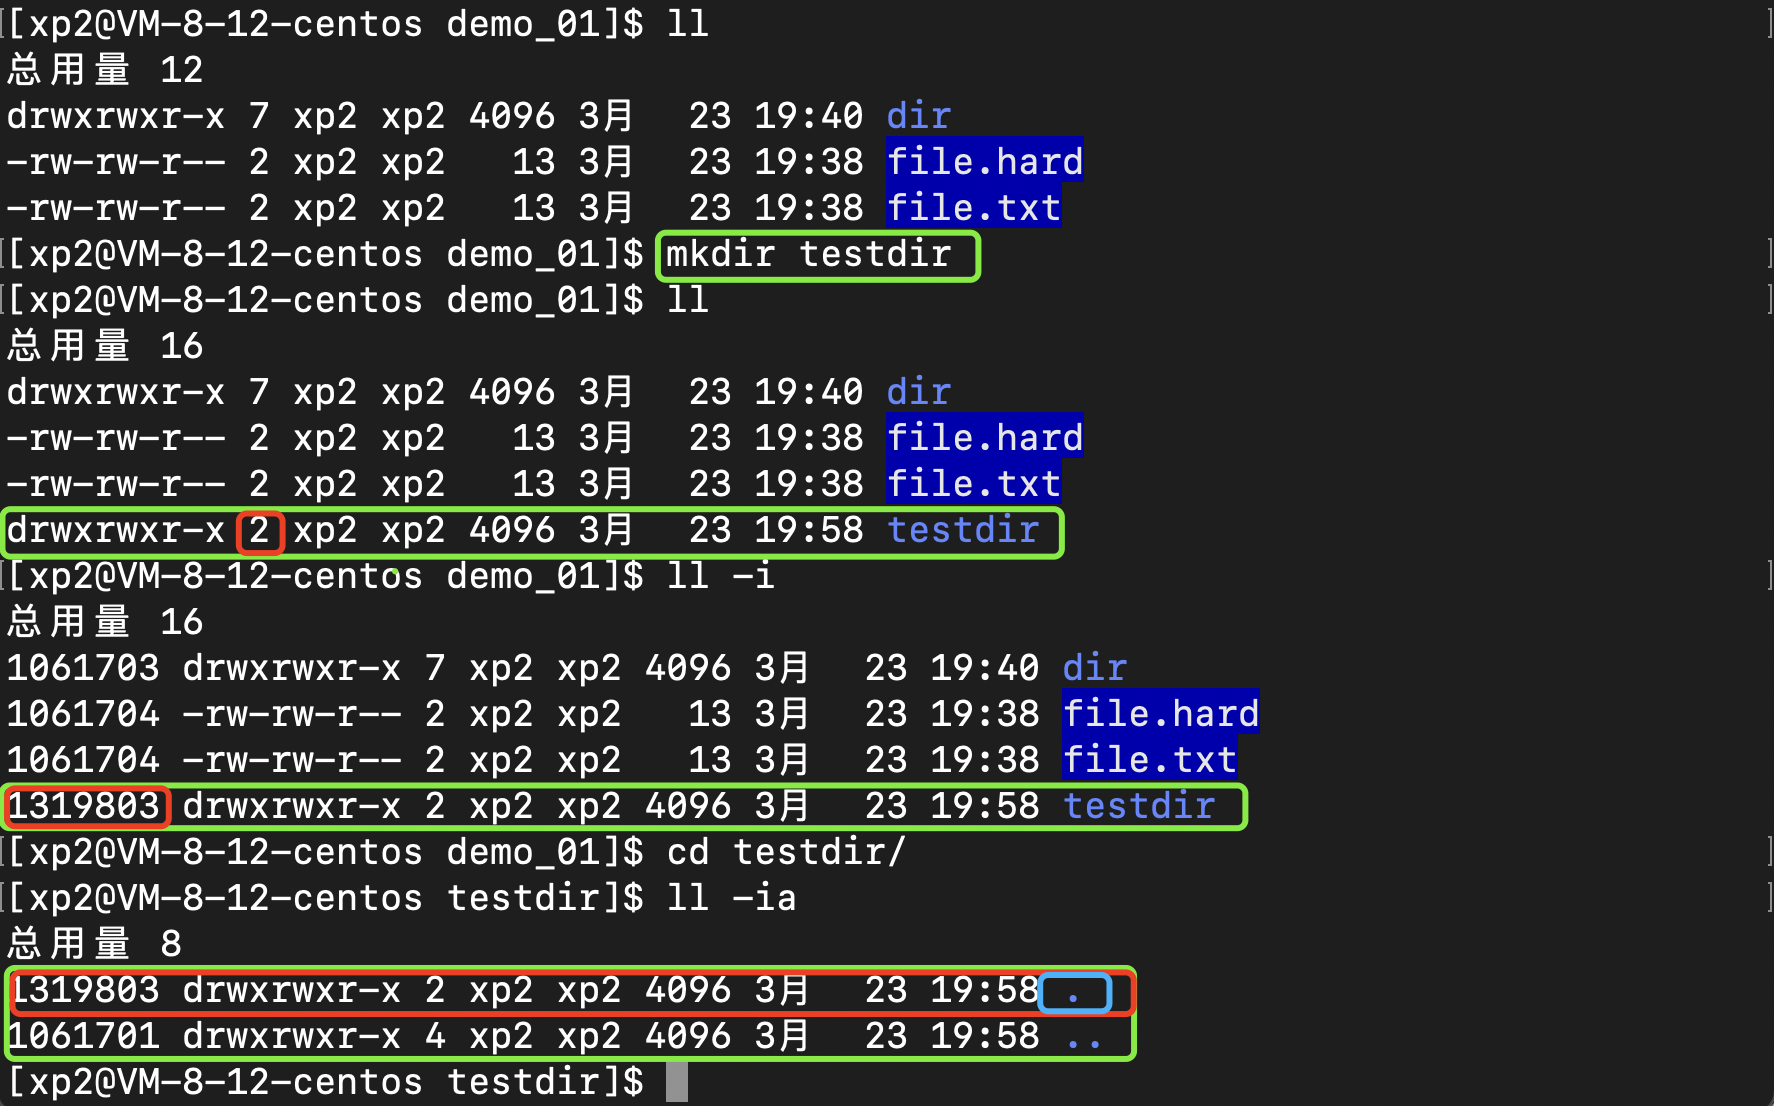 [xp2@VM-8-12-centos demo_01]$ ll
总用量 12
drwxrwxr-x 7 xp2 xp2 4096 3月  23 19:40 dir
-rw-rw-r-- 2 xp2 xp2   13 3月  23 19:38 file.hard
-rw-rw-r-- 2 xp2 xp2   13 3月  23 19:38 file.txt
[xp2@VM-8-12-centos demo_01]$ mkdir testdir
[xp2@VM-8-12-centos demo_01]$ ll
总用量 16
drwxrwxr-x 7 xp2 xp2 4096 3月  23 19:40 dir
-rw-rw-r-- 2 xp2 xp2   13 3月  23 19:38 file.hard
-rw-rw-r-- 2 xp2 xp2   13 3月  23 19:38 file.txt
drwxrwxr-x 2 xp2 xp2 4096 3月  23 19:58 testdir
[xp2@VM-8-12-centos demo_01]$ ll -i
总用量 16
1061703 drwxrwxr-x 7 xp2 xp2 4096 3月  23 19:40 dir
1061704 -rw-rw-r-- 2 xp2 xp2   13 3月  23 19:38 file.hard
1061704 -rw-rw-r-- 2 xp2 xp2   13 3月  23 19:38 file.txt
1319803 drwxrwxr-x 2 xp2 xp2 4096 3月  23 19:58 testdir
[xp2@VM-8-12-centos demo_01]$ cd testdir/
[xp2@VM-8-12-centos testdir]$ ll -ia
总用量 8
1319803 drwxrwxr-x 2 xp2 xp2 4096 3月  23 19:58 .
1061701 drwxrwxr-x 4 xp2 xp2 4096 3月  23 19:58 ..
[xp2@VM-8-12-centos testdir]$